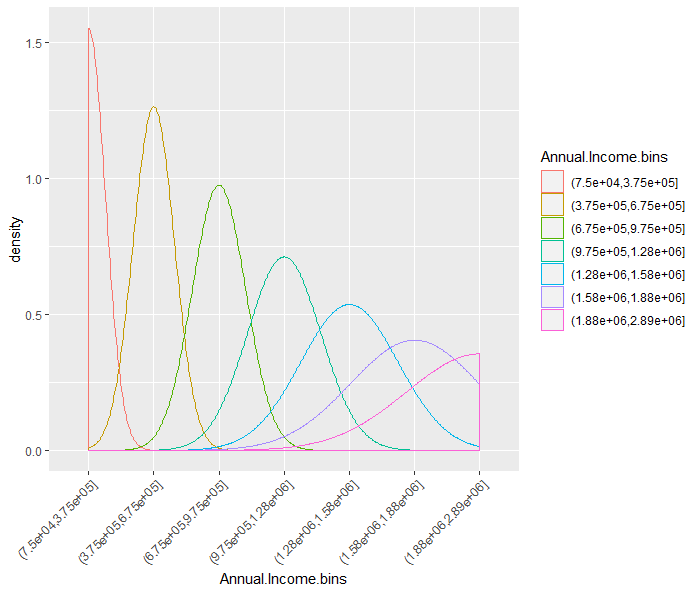 1.5
1.0
0.5
0.0
density
(7.5e+04,3.75e+05]
(3.75e+05,6.75e+05]
(6.75e+05,9.75e+05]
(9.75e+05,1.28e+06]
(1.28e+06,1.58e+06]
(1.58e+06,1.88e+06]
(1.88e+06,2.89e+06]
Annual.Income.bins
Annual.Income.bins
(7.5e+04,3.75e+05]
(3.75e+05,6.75e+05]
(6.75e+05,9.75e+05]
(9.75e+05,1.28e+06]
(1.28e+06,1.58e+06]
(1.58e+06,1.88e+06]
(1.88e+06,2.89e+06]